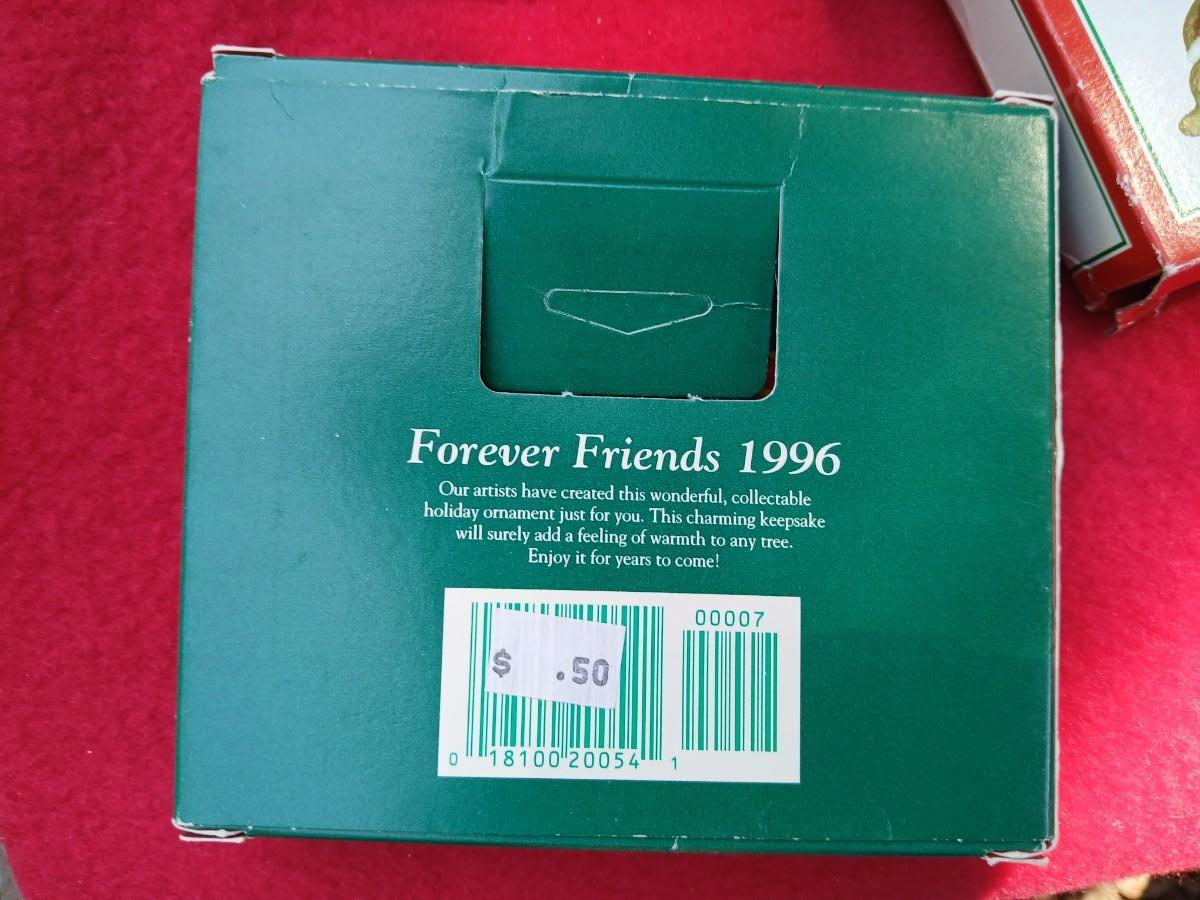 Forever Friends 1996
Our artists have created this wonderful, collectable
holiday ornament just for you. This charming keepsake
will surely add a feeling of warmth to any tree.
Enjoy it for years to come!
00007
$ .50
0 18100 20054 1